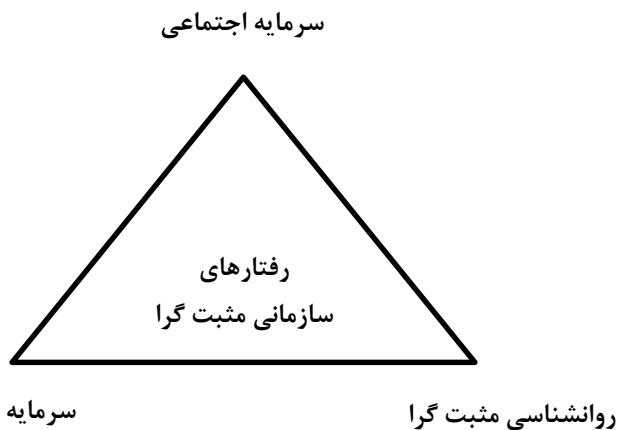 سرمایه اجتماعی
رفتارهای
سازمانی مثبت گرا
روانشناسی مثبت گرا
سرمایه